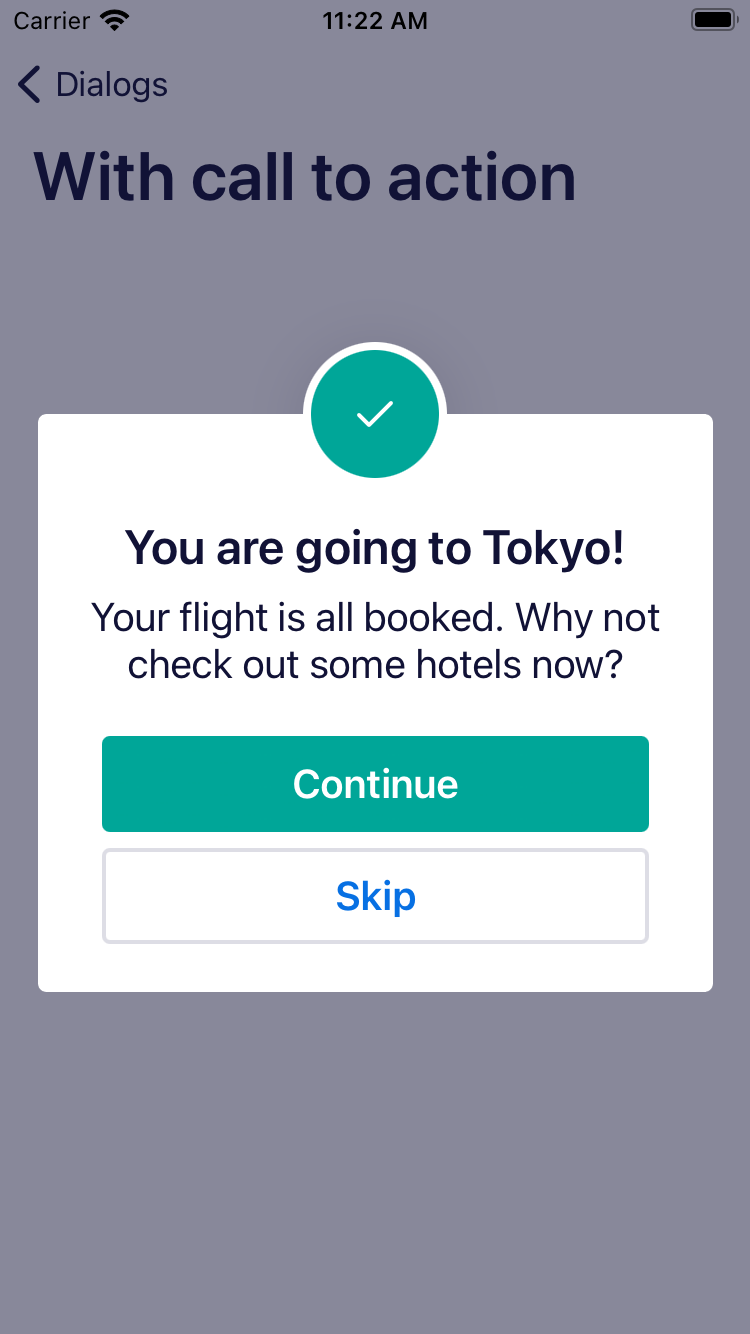 Carrier 11:22 AM
Dialogs
With call to action
You are going to Tokyo!
Your flight is all booked. Why not
check out some hotels now?
Continue
Skip